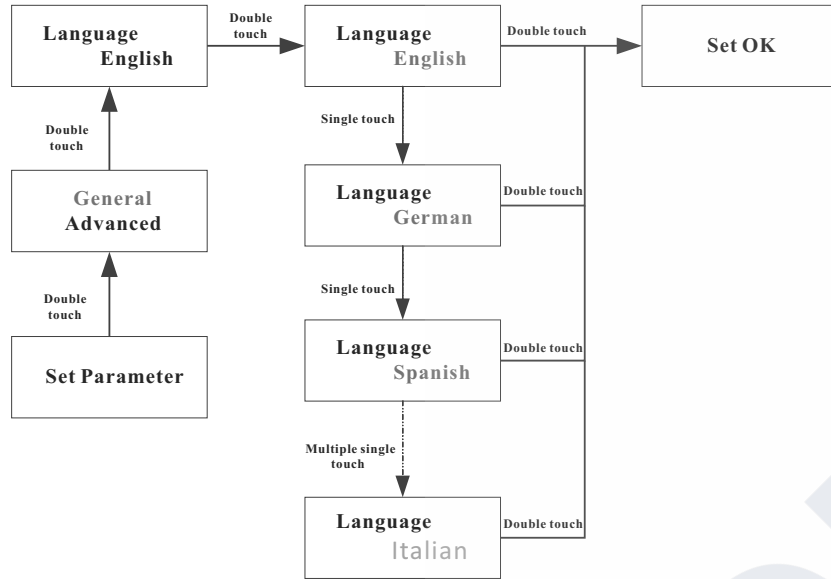 Language
English
Double
touch
Language
English
Double touch
Set OK
Double
touch
Single touch
General
Advanced
Language
German
Double touch
Double
touch
Single touch
Set Parameter
Language
Spanish
Double touch
Multiple single
touch
Language
Italian
Double touch